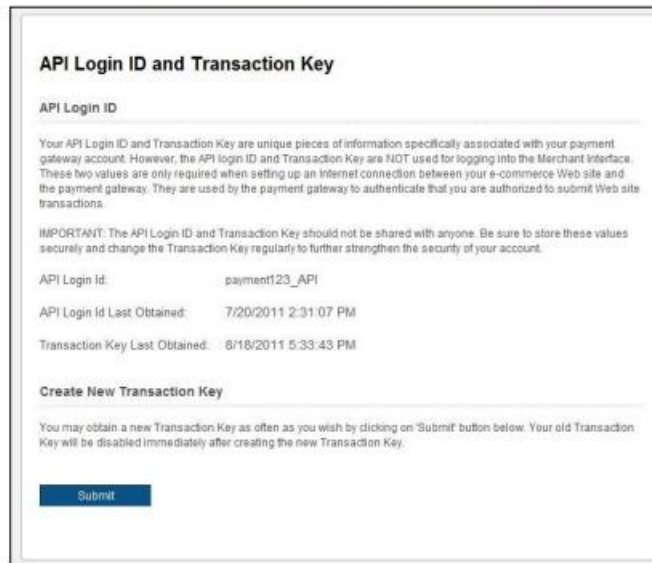 API Login ID and Transaction Key
API Login ID
Your API Login ID and Transaction Key are unique pieces of information specifically associated with your payment
gateway account. However, the API login ID and Transaction Key are NOT used for logging into the Merchant Interface.
These two values are only required when setting up an Internet connection between your e-commerce Web site and
the payment gateway. They are used by the payment gateway to authenticate that you are authorized to submit Web site
transactions.
IMPORTANT: The API Login ID and Transaction Key should not be shared with anyone. Be sure to store these values
securely and change the Transaction Key regularly to further strengthen the security of your account.
API Login Id: payment123_API
API Login Id Last Obtained: 7/20/2011 2:31:07 PM
Transaction Key Last Obtained: 8/18/2011 5:33:43 PM
Create New Transaction Key
You may obtain a new Transaction Key as often as you wish by clicking on 'Submit' button below. Your old Transaction
Key will be disabled immediately after creating the new Transaction Key.
Submit